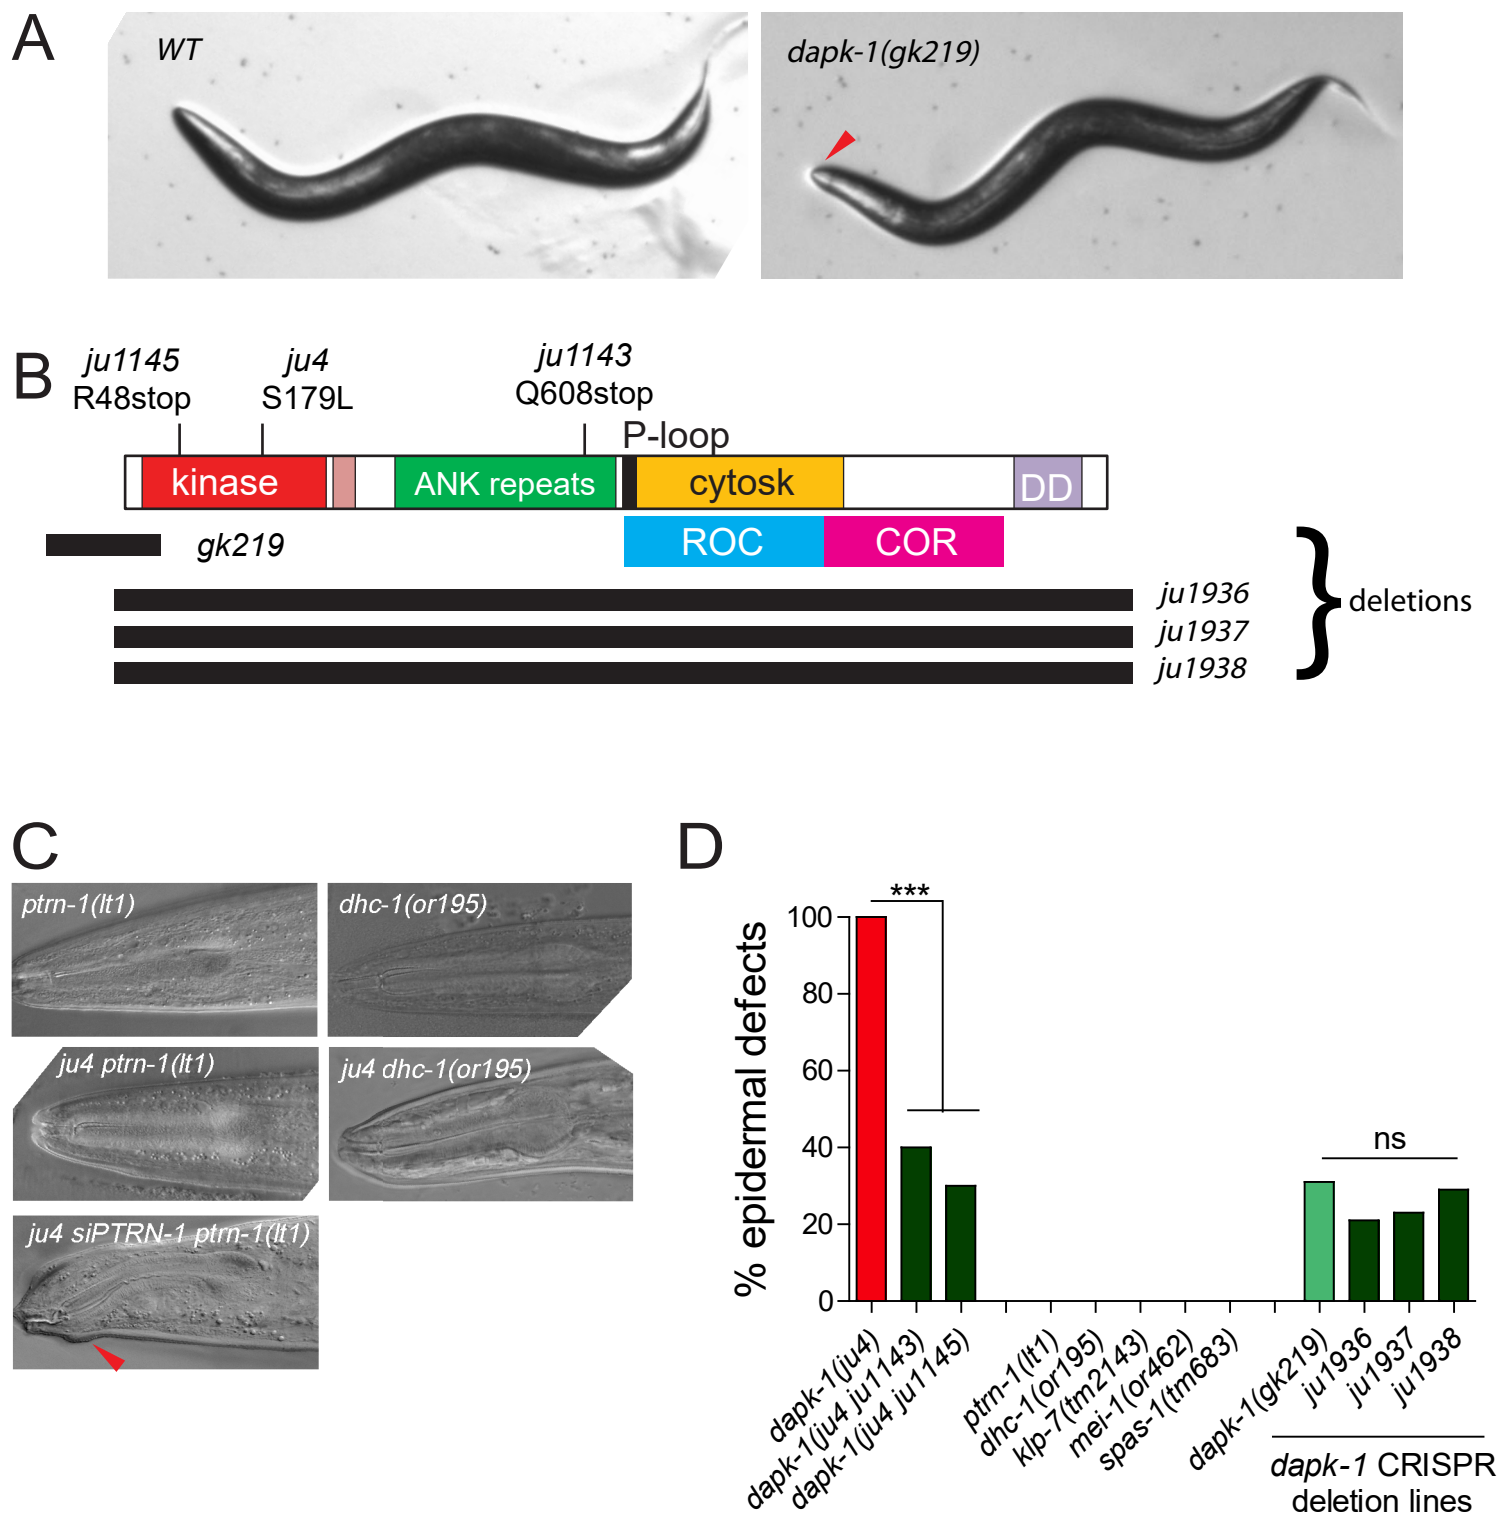 A
WT
dapk-1(gk219)
B
ju1145
R48stop
ju4
S179L
ju1143
Q608stop
P-loop
kinase
ANK repeats
cytosk
DD
gk219
ROC
COR
ju1936
ju1937
ju1938
} deletions
C
ptrn-1(lt1)
dhc-1(or195)
ju4 ptrn-1(lt1)
ju4 dhc-1(or195)
ju4 siPTRN-1 ptrn-1(lt1)
D
% epidermal defects
100
80
60
40
20
0
***
ns
dapk-1(ju4)
dapk-1(ju4 ju1143)
dapk-1(ju4 ju1145)
ptrn-1(lt1)
dhc-1(or195)
klp-7(tm2143)
mei-1(or462)
spas-1(tm683)
dapk-1(gk219)
ju1936
ju1937
ju1938
dapk-1 CRISPR
deletion lines